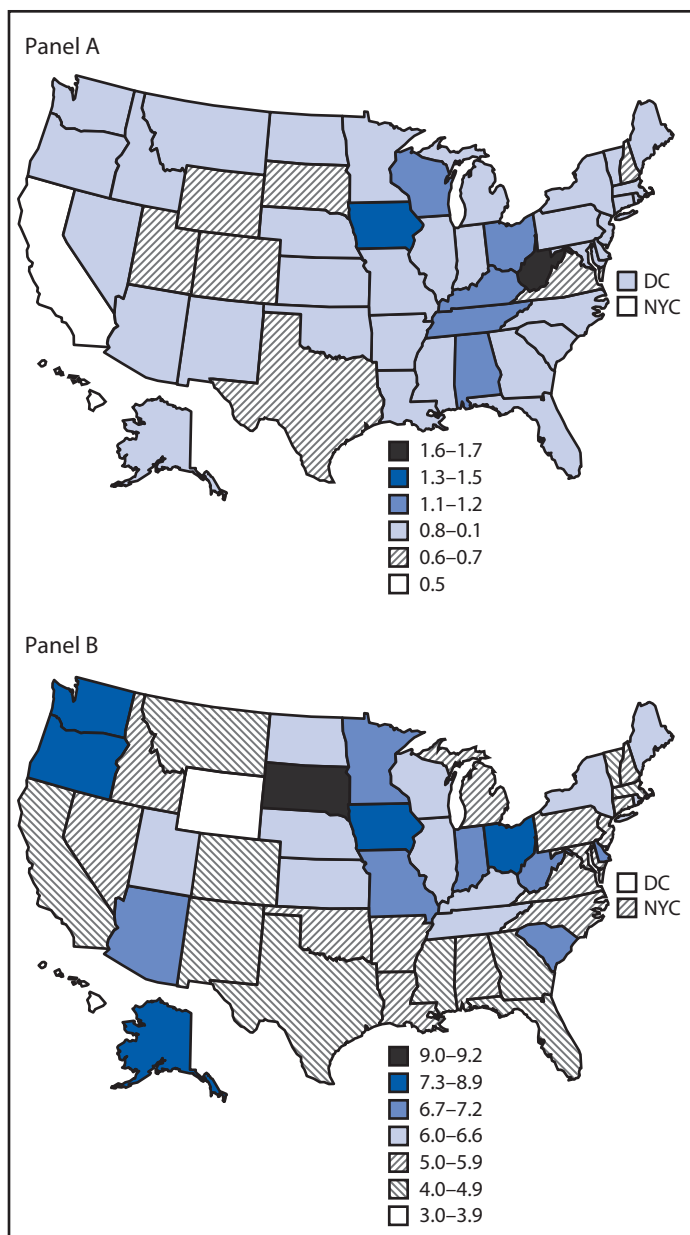 Panel A
DC
NYC
1.6–1.7
1.3–1.5
1.1–1.2
0.8–0.1
0.6–0.7
0.5
Panel B
DC
NYC
9.0–9.2
7.3–8.9
6.7–7.2
6.0–6.6
5.0–5.9
4.0–4.9
3.0–3.9